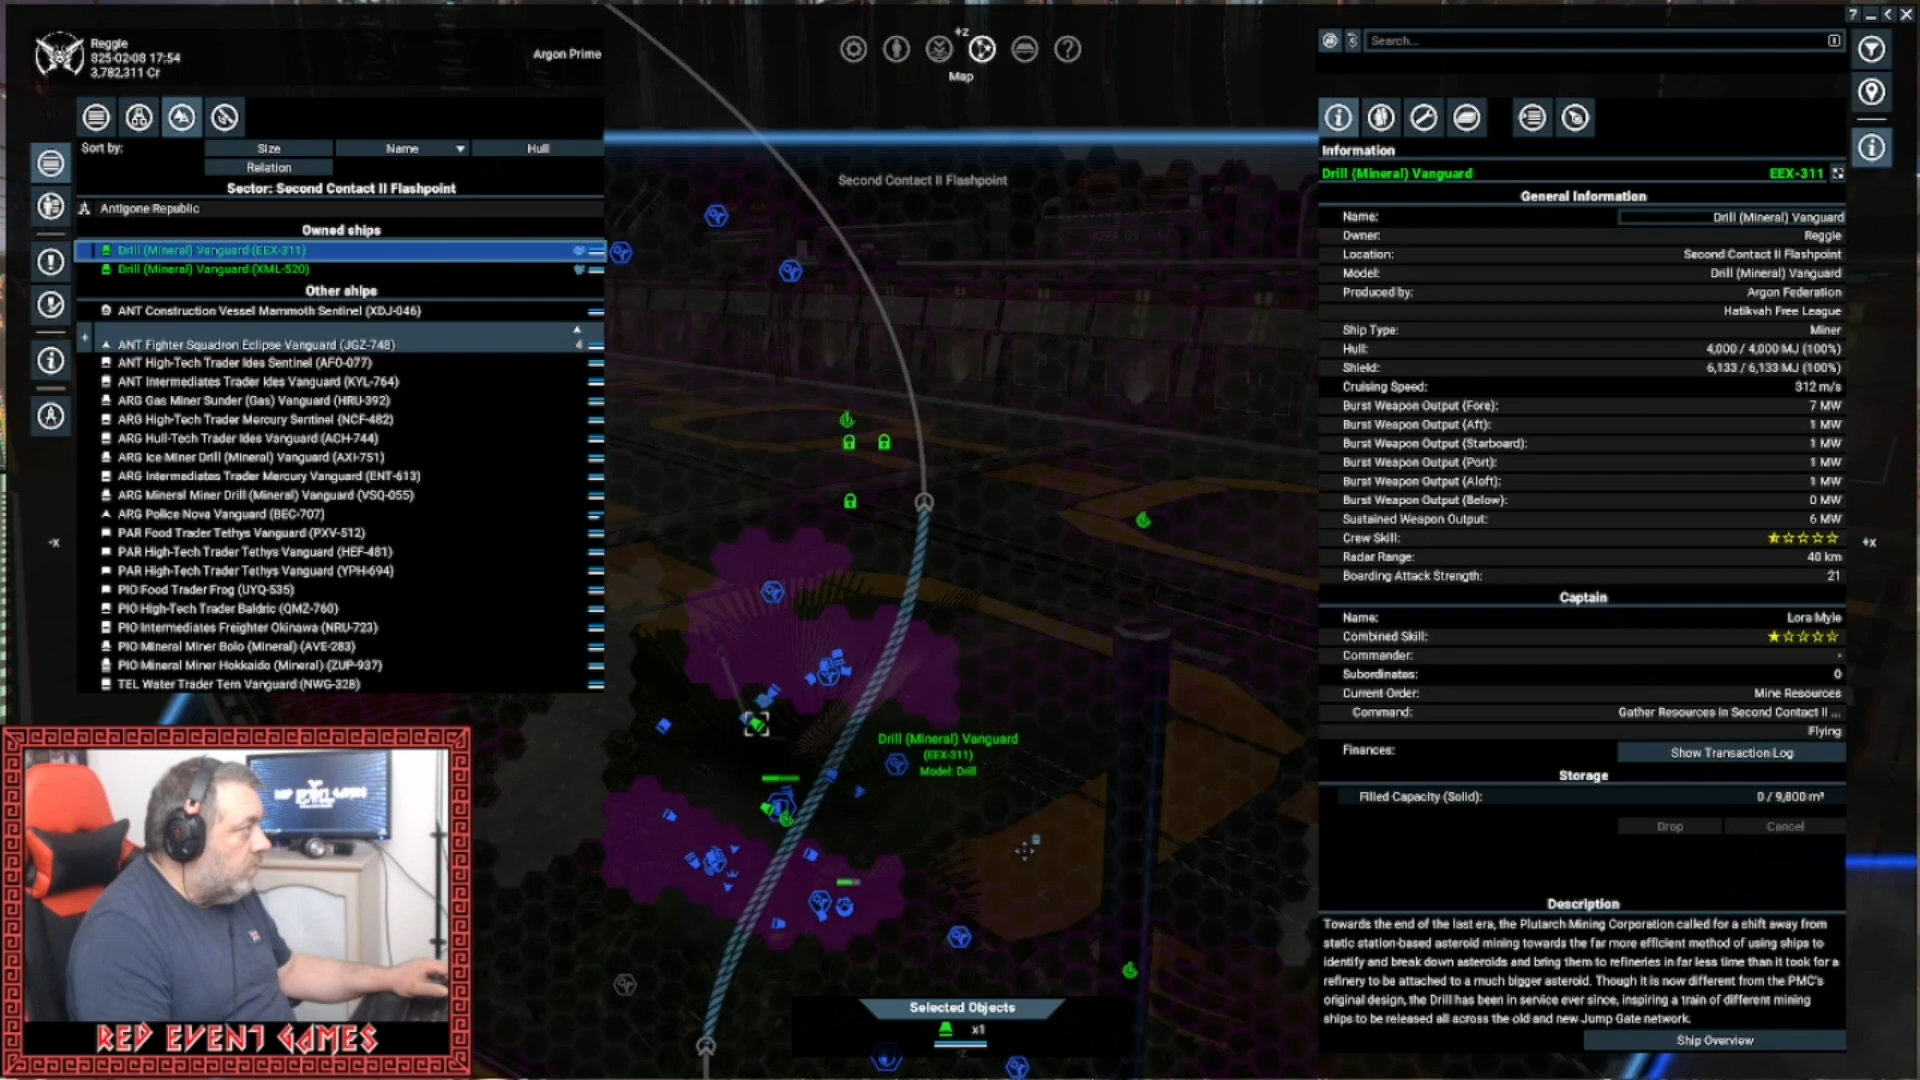 Reggie
825-02-08 17:54
3,782,311 Cr
Argon Prime
+z
Map
?
Search...
Sort by:
Size
Name
Hull
Relation
Sector: Second Contact II Flashpoint
Antigone Republic
Owned ships
Drill (Mineral) Vanguard (EEX-311)
Drill (Mineral) Vanguard (XML-520)
Other ships
ANT Construction Vessel Mammoth Sentinel (XDJ-046)
ANT Fighter Squadron Eclipse Vanguard (JGZ-748) 4
ANT High-Tech Trader Ides Sentinel (AFO-077)
ANT Intermediates Trader Ides Vanguard (KYL-764)
ARG Gas Miner Sunder (Gas) Vanguard (HRU-392)
ARG High-Tech Trader Mercury Sentinel (NCF-482)
ARG Hull-Tech Trader Ides Vanguard (ACH-744)
ARG Ice Miner Drill (Mineral) Vanguard (AXI-751)
ARG Intermediates Trader Mercury Vanguard (ENT-613)
ARG Mineral Miner Drill (Mineral) Vanguard (VSQ-055)
ARG Police Nova Vanguard (BEC-707)
PAR Food Trader Tethys Vanguard (PXV-512)
PAR High-Tech Trader Tethys Vanguard (HEF-481)
PAR High-Tech Trader Tethys Vanguard (YPH-694)
PIO Food Trader Frog (UYQ-535)
PIO High-Tech Trader Baldric (QMZ-760)
PIO Intermediates Freighter Okinawa (NRU-723)
PIO Mineral Miner Bolo (Mineral) (AVE-283)
PIO Mineral Miner Hokkaido (Mineral) (ZUP-937)
TEL Water Trader Tern Vanguard (NWG-328)
-x
Second Contact II Flashpoint
Drill (Mineral) Vanguard
(EEX-311)
Model: Drill
Selected Objects
x1
-z
+x
Information
Drill (Mineral) Vanguard EEX-311
General Information
Name: Drill (Mineral) Vanguard
Owner: Reggie
Location: Second Contact II Flashpoint
Model: Drill (Mineral) Vanguard
Produced by: Argon Federation
Hatikvah Free League
Ship Type: Miner
Hull: 4,000 / 4,000 MJ (100%)
Shield: 6,133 / 6,133 MJ (100%)
Cruising Speed: 312 m/s
Burst Weapon Output (Fore): 7 MW
Burst Weapon Output (Aft): 1 MW
Burst Weapon Output (Starboard): 1 MW
Burst Weapon Output (Port): 1 MW
Burst Weapon Output (Aloft): 1 MW
Burst Weapon Output (Below): 0 MW
Sustained Weapon Output: 6 MW
Crew Skill: ★☆☆☆☆
Radar Range: 40 km
Boarding Attack Strength: 21
Captain
Name: Lora Myle
Combined Skill: ★☆☆☆☆
Commander: -
Subordinates: 0
Current Order: Mine Resources
Command: Gather Resources in Second Contact II ...
Flying
Finances: Show Transaction Log
Storage
Filled Capacity (Solid): 0 / 9,800 m³
Drop Cancel
Description
Towards the end of the last era, the Plutarch Mining Corporation called for a shift away from
static station-based asteroid mining towards the far more efficient method of using ships to
identify and break down asteroids and bring them to refineries in far less time than it took for a
refinery to be attached to a much bigger asteroid. Though it is now different from the PMC's
original design, the Drill has been in service ever since, inspiring a train of different mining
ships to be released all across the old and new Jump Gate network.
Ship Overview
RED EVENT GAMES
RED EVENT GAMES